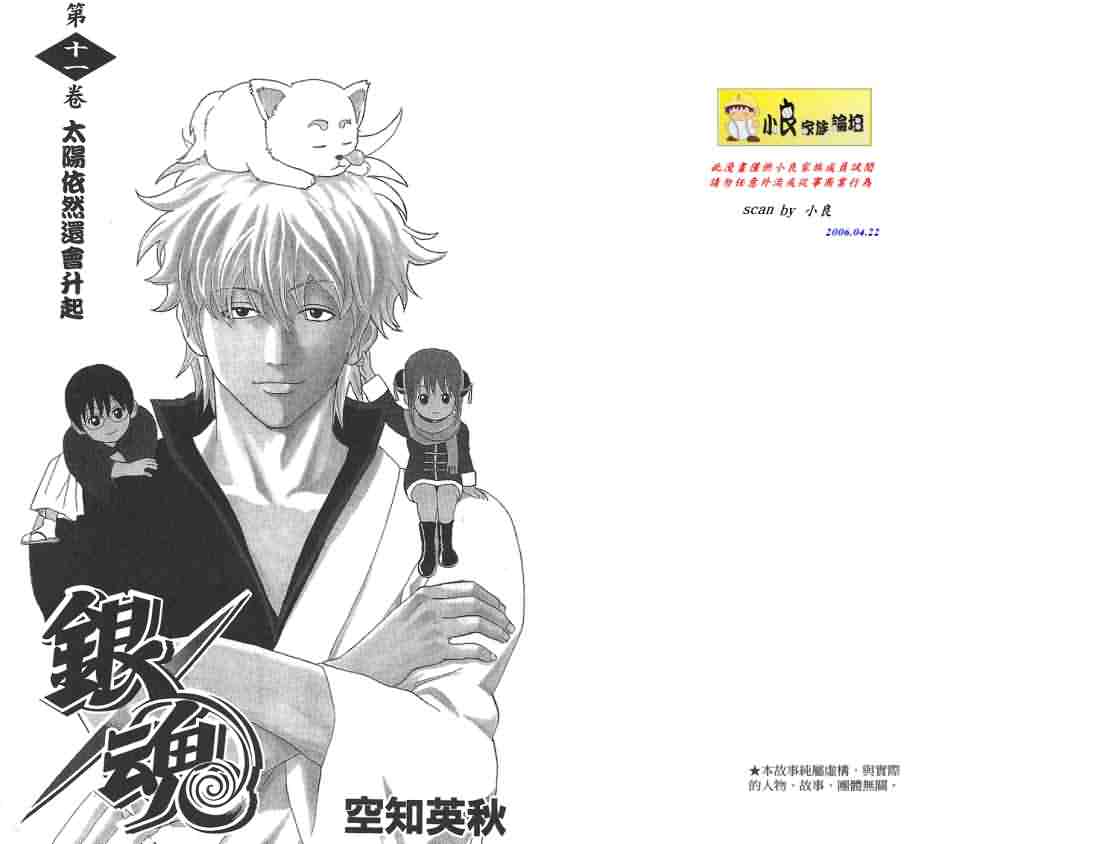 第
十一
卷
太陽依然還會升起
銀魂
空知英秋
小良家族論壇
此漫畫僅供小良家族成員試閱
請勿任意外流或從事商業行為
scan by 小良
2006.04.22
★本故事純屬虛構，與實際
的人物、故事、團體無關。